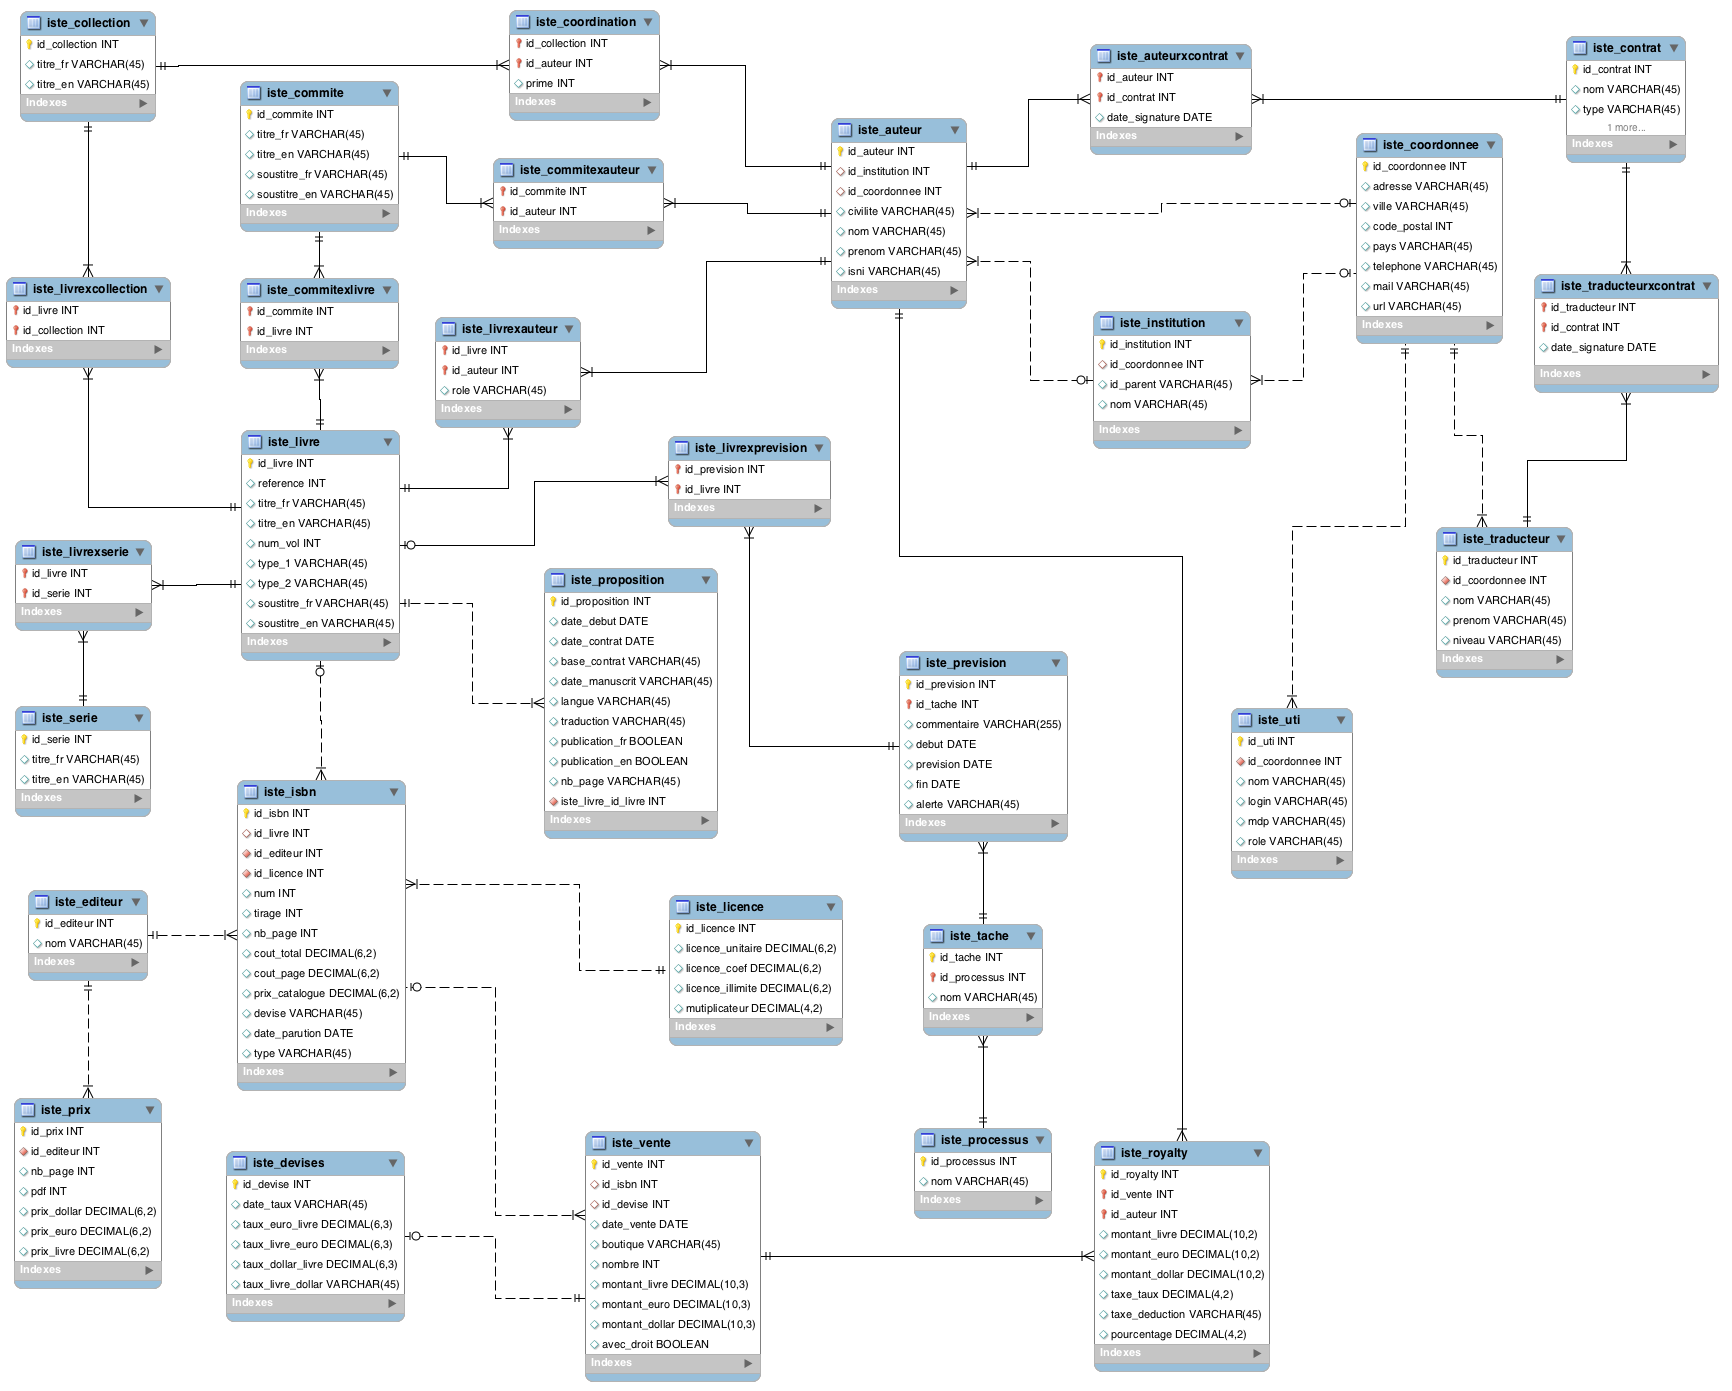 iste_collection
id_collection INT
titre_fr VARCHAR(45)
titre_en VARCHAR(45)
Indexes
iste_coordination
id_collection INT
id_auteur INT
prime INT
Indexes
iste_commite
id_commite INT
titre_fr VARCHAR(45)
titre_en VARCHAR(45)
soustitre_fr VARCHAR(45)
soustitre_en VARCHAR(45)
Indexes
iste_commitexauteur
id_commite INT
id_auteur INT
Indexes
iste_auteur
id_auteur INT
id_institution INT
id_coordonnee INT
civilite VARCHAR(45)
nom VARCHAR(45)
prenom VARCHAR(45)
isni VARCHAR(45)
Indexes
iste_auteurxcontrat
id_auteur INT
id_contrat INT
date_signature DATE
Indexes
iste_contrat
id_contrat INT
nom VARCHAR(45)
type VARCHAR(45)
1 more...
Indexes
iste_coordonnee
id_coordonnee INT
adresse VARCHAR(45)
ville VARCHAR(45)
code_postal INT
pays VARCHAR(45)
telephone VARCHAR(45)
mail VARCHAR(45)
url VARCHAR(45)
Indexes
iste_livrexcollection
id_livre INT
id_collection INT
Indexes
iste_commitexlivre
id_commite INT
id_livre INT
Indexes
iste_livrexauteur
id_livre INT
id_auteur INT
role VARCHAR(45)
Indexes
iste_institution
id_institution INT
id_coordonnee INT
id_parent VARCHAR(45)
nom VARCHAR(45)
Indexes
iste_traducteurxcontrat
id_traducteur INT
id_contrat INT
date_signature DATE
Indexes
iste_livre
id_livre INT
reference INT
titre_fr VARCHAR(45)
titre_en VARCHAR(45)
num_vol INT
type_1 VARCHAR(45)
type_2 VARCHAR(45)
soustitre_fr VARCHAR(45)
soustitre_en VARCHAR(45)
Indexes
iste_livrexprevision
id_prevision INT
id_livre INT
Indexes
iste_livrexserie
id_livre INT
id_serie INT
Indexes
iste_proposition
id_proposition INT
date_debut DATE
date_contrat DATE
base_contrat VARCHAR(45)
date_manuscrit VARCHAR(45)
langue VARCHAR(45)
traduction VARCHAR(45)
publication_fr BOOLEAN
publication_en BOOLEAN
nb_page VARCHAR(45)
iste_livre_id_livre INT
Indexes
iste_traducteur
id_traducteur INT
id_coordonnee INT
nom VARCHAR(45)
prenom VARCHAR(45)
niveau VARCHAR(45)
Indexes
iste_serie
id_serie INT
titre_fr VARCHAR(45)
titre_en VARCHAR(45)
Indexes
iste_prevision
id_prevision INT
id_tache INT
commentaire VARCHAR(255)
debut DATE
prevision DATE
fin DATE
alerte VARCHAR(45)
Indexes
iste_uti
id_uti INT
id_coordonnee INT
nom VARCHAR(45)
login VARCHAR(45)
mdp VARCHAR(45)
role VARCHAR(45)
Indexes
iste_isbn
id_isbn INT
id_livre INT
id_editeur INT
id_licence INT
num INT
tirage INT
nb_page INT
cout_total DECIMAL(6,2)
cout_page DECIMAL(6,2)
prix_catalogue DECIMAL(6,2)
devise VARCHAR(45)
date_parution DATE
type VARCHAR(45)
Indexes
iste_editeur
id_editeur INT
nom VARCHAR(45)
Indexes
iste_licence
id_licence INT
licence_unitaire DECIMAL(6,2)
licence_coef DECIMAL(6,2)
licence_illimite DECIMAL(6,2)
mutiplicateur DECIMAL(4,2)
Indexes
iste_tache
id_tache INT
id_processus INT
nom VARCHAR(45)
Indexes
iste_prix
id_prix INT
id_editeur INT
nb_page INT
pdf INT
prix_dollar DECIMAL(6,2)
prix_euro DECIMAL(6,2)
prix_livre DECIMAL(6,2)
Indexes
iste_devises
id_devise INT
date_taux VARCHAR(45)
taux_euro_livre DECIMAL(6,3)
taux_livre_euro DECIMAL(6,3)
taux_dollar_livre DECIMAL(6,3)
taux_livre_dollar VARCHAR(45)
Indexes
iste_vente
id_vente INT
id_isbn INT
id_devise INT
date_vente DATE
boutique VARCHAR(45)
nombre INT
montant_livre DECIMAL(10,3)
montant_euro DECIMAL(10,3)
montant_dollar DECIMAL(10,3)
avec_droit BOOLEAN
Indexes
iste_processus
id_processus INT
nom VARCHAR(45)
Indexes
iste_royalty
id_royalty INT
id_vente INT
id_auteur INT
montant_livre DECIMAL(10,2)
montant_euro DECIMAL(10,2)
montant_dollar DECIMAL(10,2)
taxe_taux DECIMAL(4,2)
taxe_deduction VARCHAR(45)
pourcentage DECIMAL(4,2)
Indexes